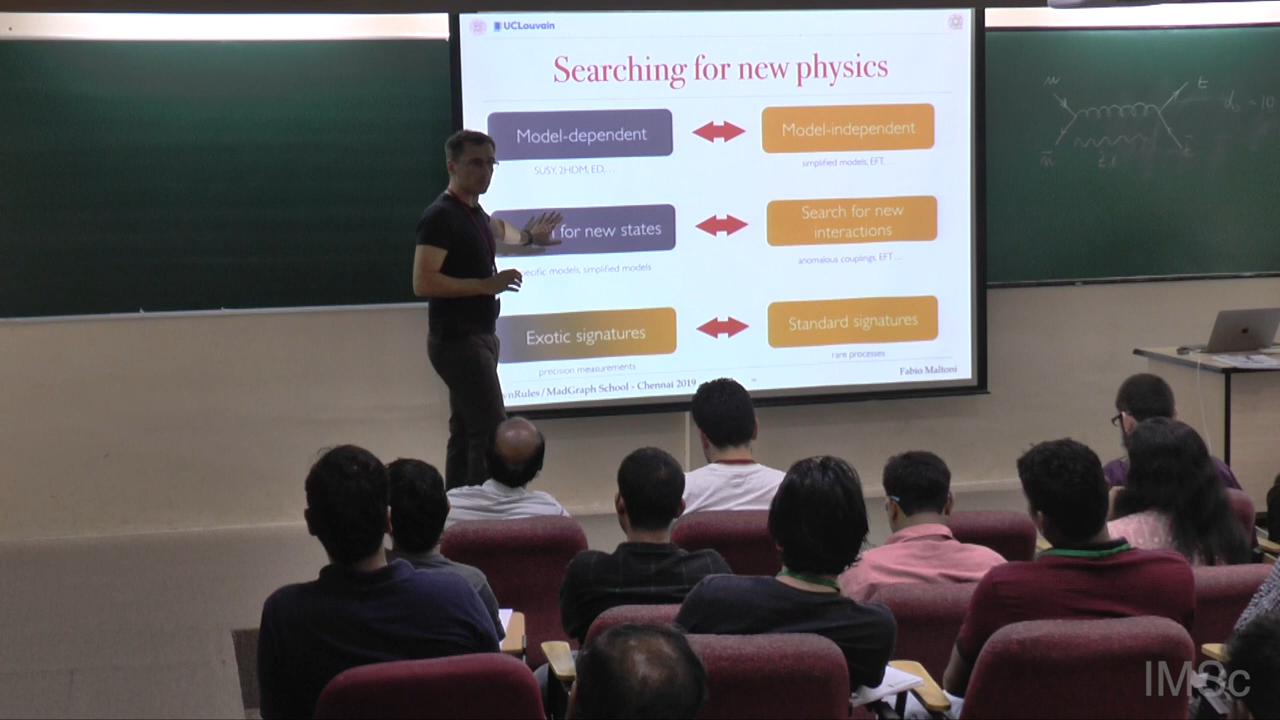 UCLouvain
Searching for new physics
Model-dependent
Model-independent
SUSY, 2HDM, ED, ...
simplified models, EFT, ...
for new states
Search for new
interactions
specific models, simplified models
anomalous couplings, EFT ...
Exotic signatures
Standard signatures
precision measurements
rare processes
/ MadGraph School - Chennai 2019
Fabio Maltoni
IMSc